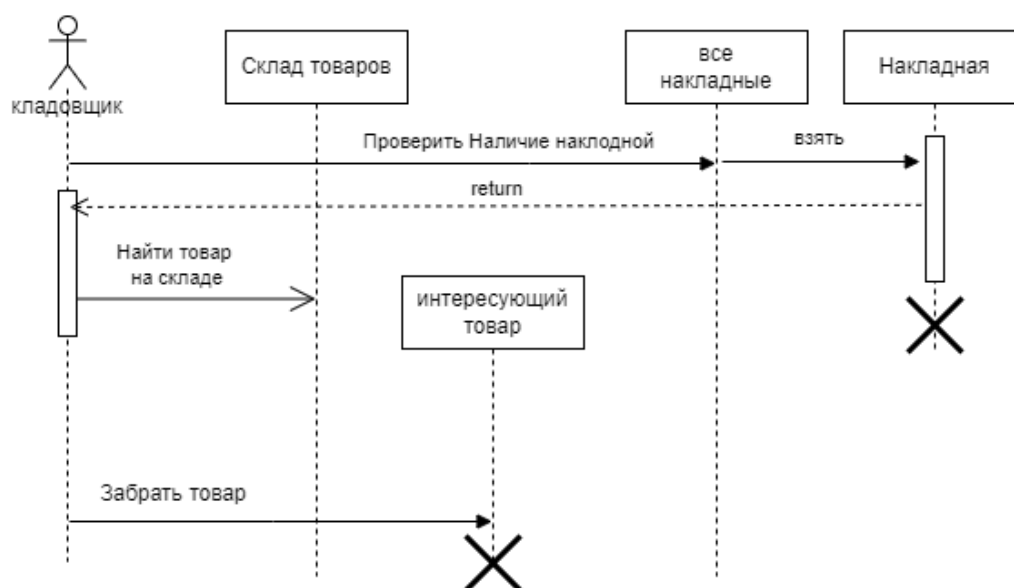 кладовщик
Склад товаров
все
накладные
Накладная
Проверить Наличие наклодной
взять
return
Найти товар
на складе
интересующий
товар
Забрать товар